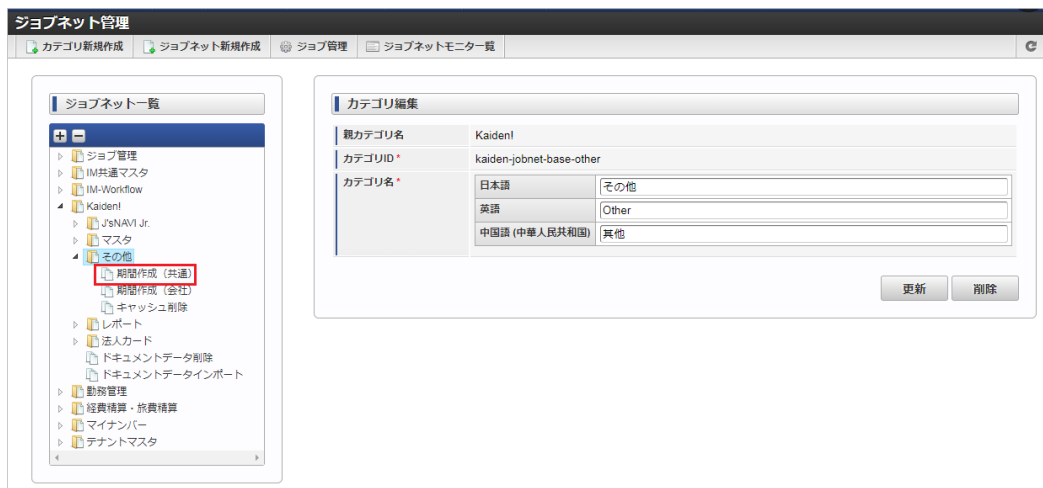 ジョブネット管理
カテゴリ新規作成 ジョブネット新規作成 ジョブ管理 ジョブネットモニター覧
ジョブネット一覧
ジョブ管理
IM共通マスタ
IM-Workflow
Kaiden!
J'sNAVI Jr.
マスタ
その他
期間作成（共通）
期間作成（会社）
キャッシュ削除
レポート
法人カード
ドキュメントデータ削除
ドキュメントデータインポート
勤務管理
経費精算・旅費精算
マイナンバー
テナントマスタ
カテゴリ編集
親カテゴリ名 Kaiden!
カテゴリID * kaiden-jobnet-base-other
カテゴリ名 * 日本語 その他
英語 Other
中国語 (中華人民共和国)其他
更新 削除